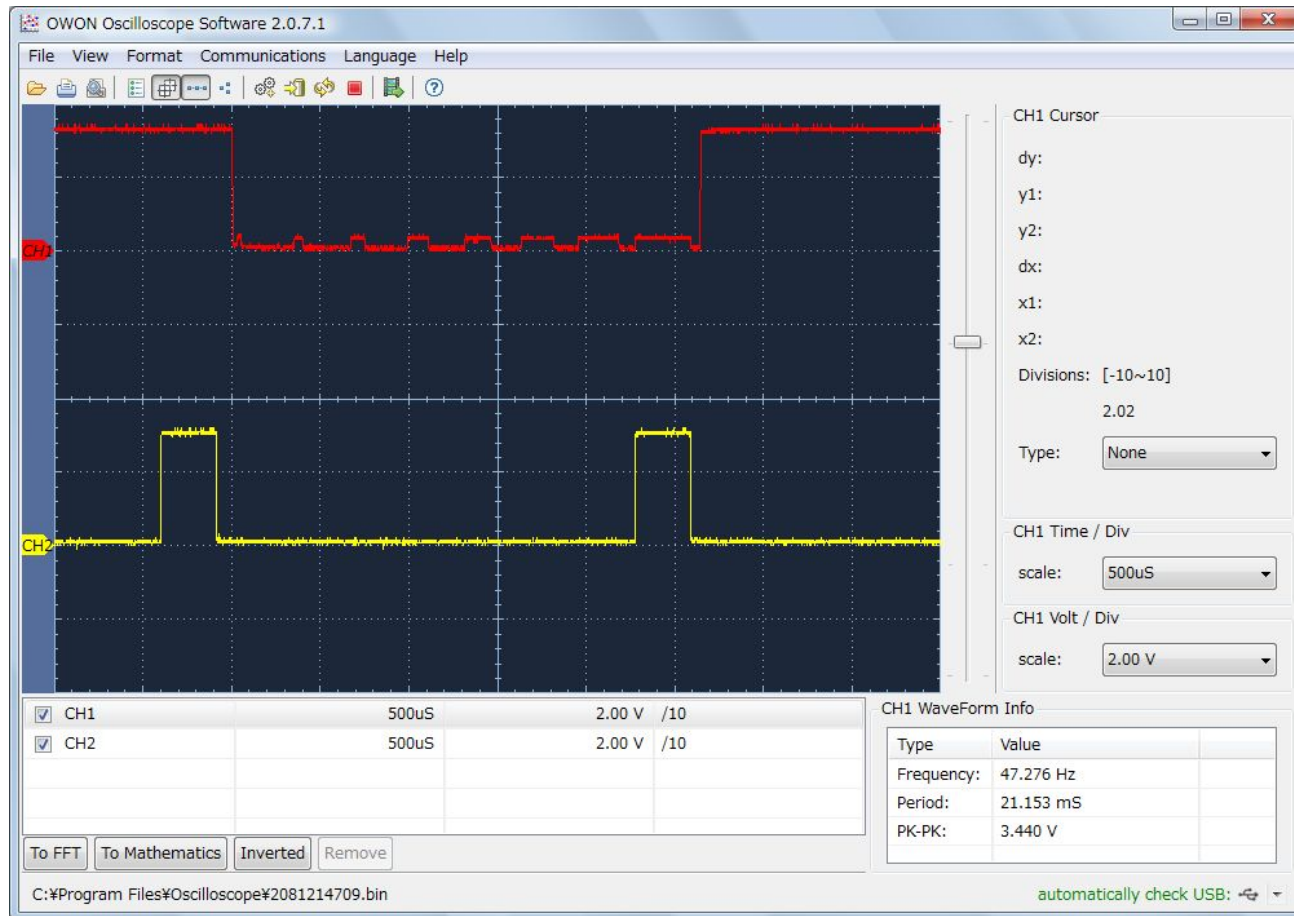 OWON Oscilloscope Software 2.0.7.1
File View Format Communications Language Help
CH1
CH2
CH1 Cursor
dy:
y1:
y2:
dx:
x1:
x2:
Divisions: [-10~10]
2.02
Type: None
CH1 Time / Div
scale: 500uS
CH1 Volt / Div
scale: 2.00 V
CH1 500uS 2.00 V /10
CH2 500uS 2.00 V /10
To FFT To Mathematics Inverted Remove
CH1 WaveForm Info
Type Value
Frequency: 47.276 Hz
Period: 21.153 mS
PK-PK: 3.440 V
C:¥Program Files¥Oscilloscope¥2081214709.bin
automatically check USB: